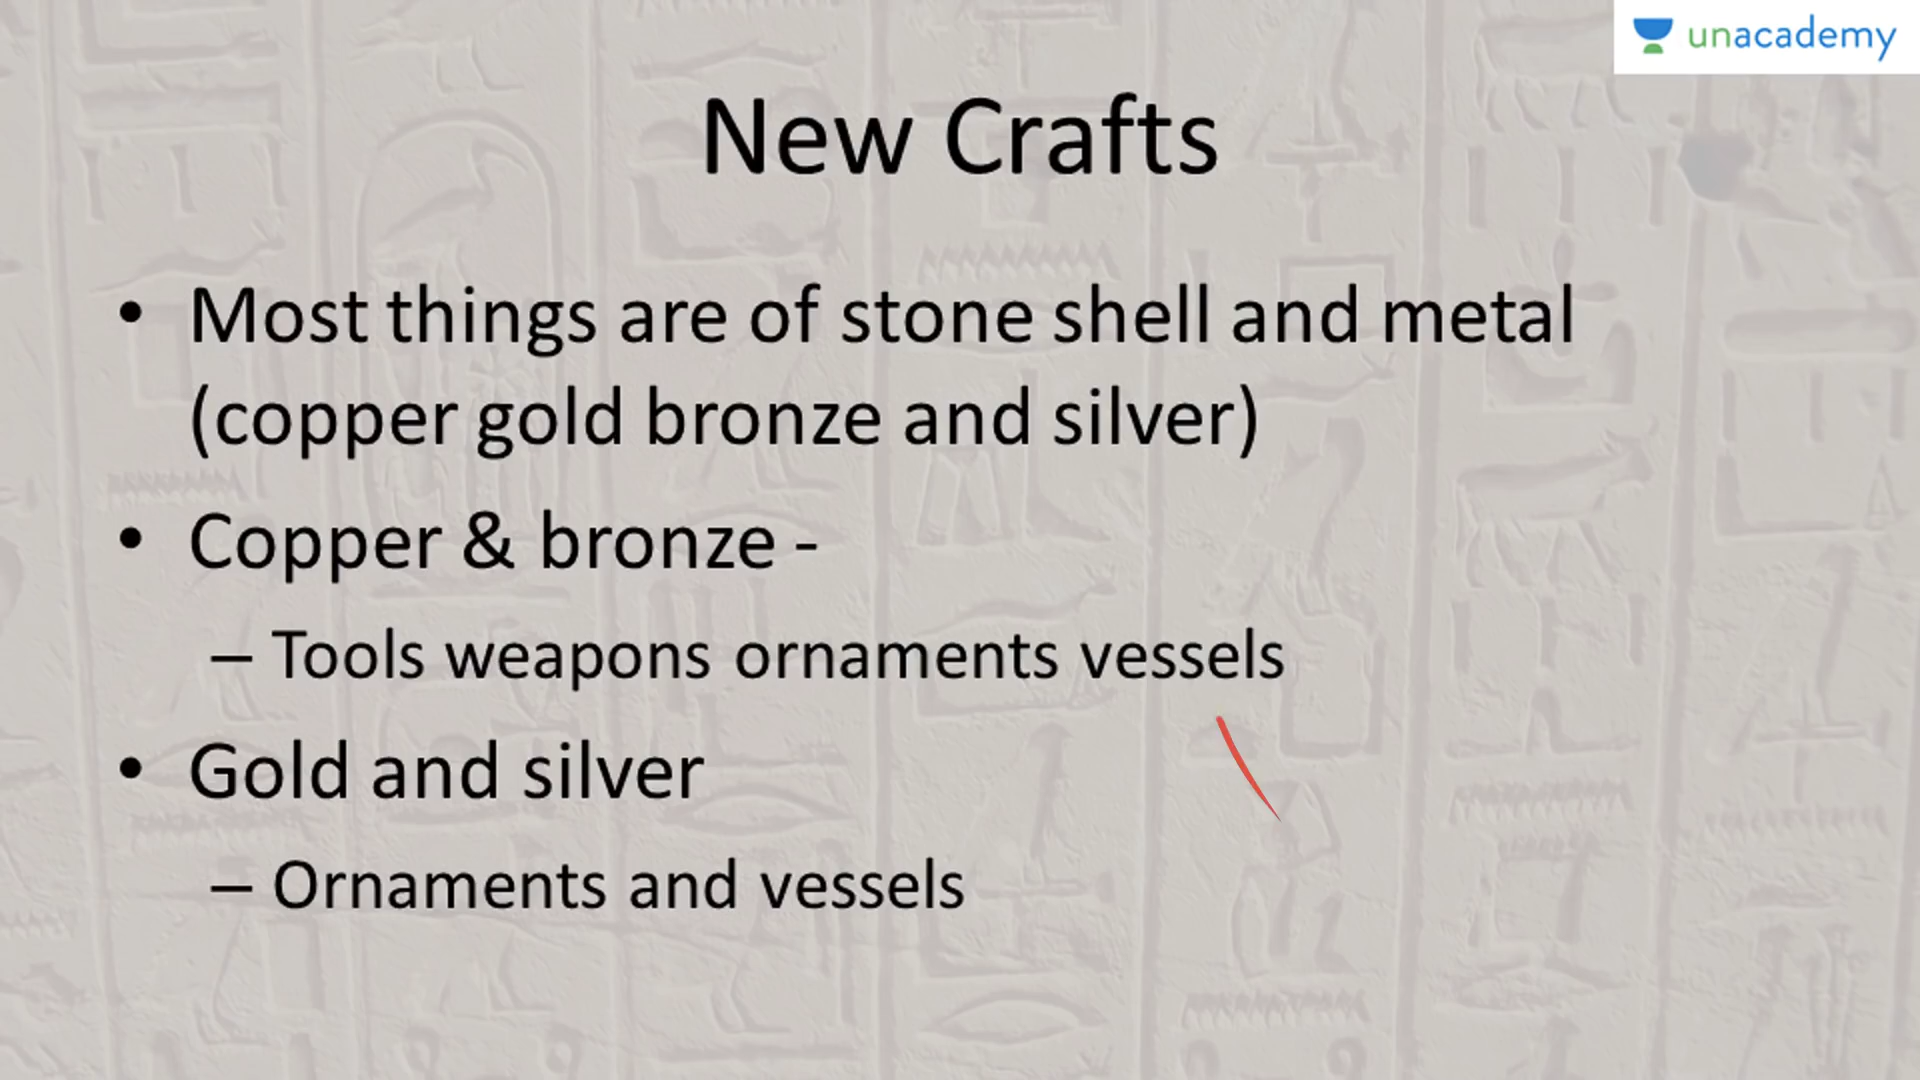 unacademy
New Crafts
• Most things are of stone shell and metal
(copper gold bronze and silver)
• Copper & bronze -
– Tools weapons ornaments vessels
• Gold and silver
– Ornaments and vessels